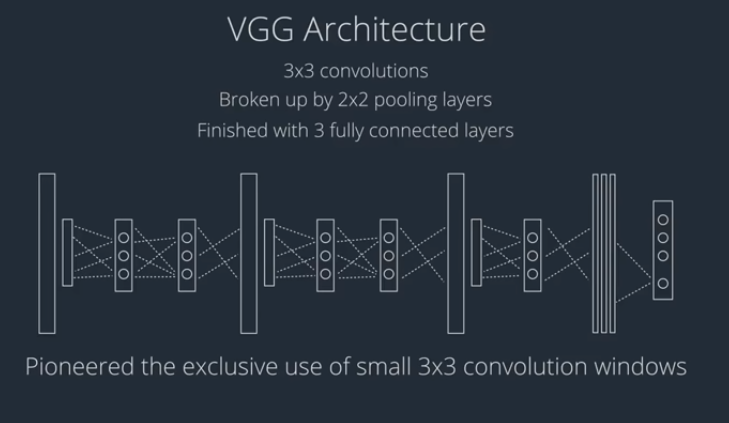 VGG Architecture
3x3 convolutions
Broken up by 2x2 pooling layers
Finished with 3 fully connected layers
Pioneered the exclusive use of small 3x3 convolution windows